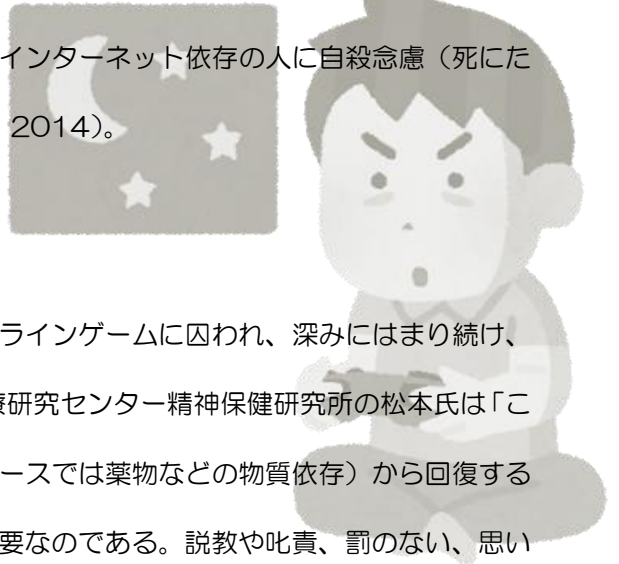 インターネット依存の人に自殺念慮（死にた
2014）。
ラインゲームに囚われ、深みにはまり続け、
療研究センター精神保健研究所の松本氏は「こ
ースでは薬物などの物質依存）から回復する
要なのである。説教や叱責、罰のない、思い